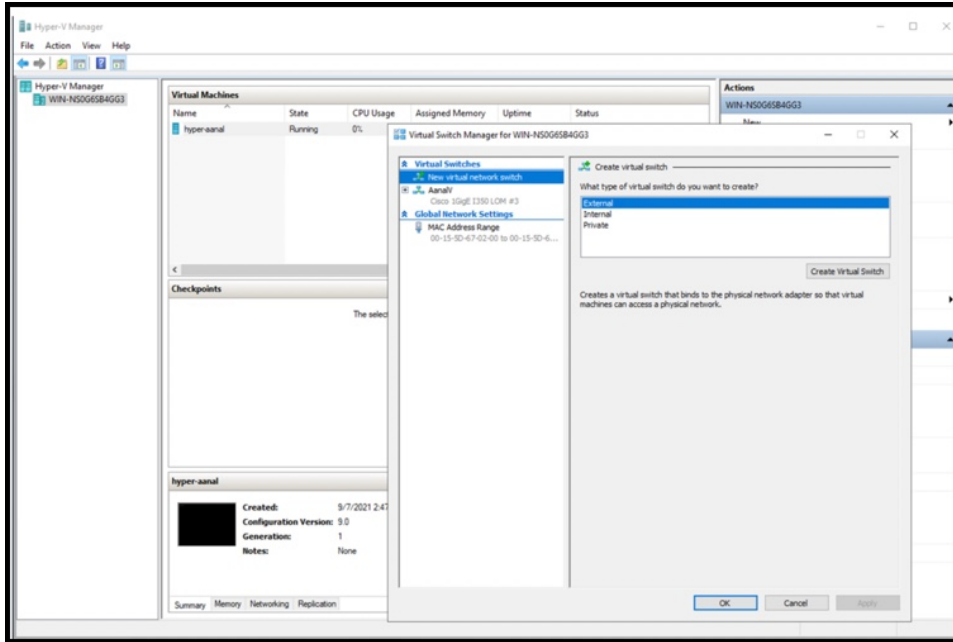 Hyper-V Manager
File Action View Help
Hyper-V Manager
WIN-NS0G6SB4GG3
Virtual Machines
Name State CPU Usage Assigned Memory Uptime Status
hyper-aanal Running 0%
Checkpoints
The selec
hyper-aanal
Created: 9/7/2021 2:47
Configuration Version: 9.0
Generation: 1
Notes: None
Summary Memory Networking Replication
Actions
WIN-NS0G6SB4GG3
New
Virtual Switch Manager for WIN-NS0G6SB4GG3
Virtual Switches
New virtual network switch
AanalV
Cisco 1GigE I350 LOM #3
Global Network Settings
MAC Address Range
00-15-5D-67-02-00 to 00-15-5D-6...
Create virtual switch
What type of virtual switch do you want to create?
External
Internal
Private
Create Virtual Switch
Creates a virtual switch that binds to the physical network adapter so that virtual
machines can access a physical network.
OK Cancel Apply